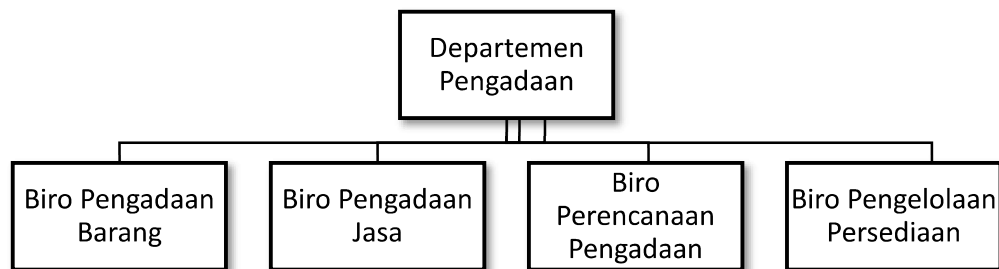 Departemen
Pengadaan
Biro Pengadaan
Barang
Biro Pengadaan
Jasa
Biro
Perencanaan
Pengadaan
Biro Pengelolaan
Persediaan